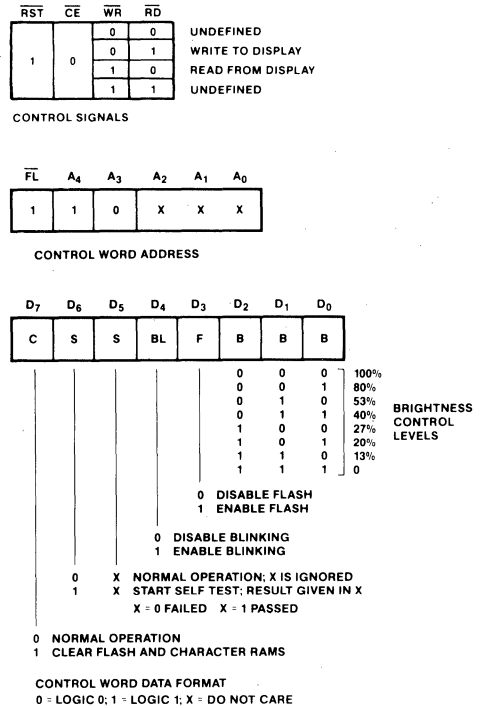 RST CE WR RD
0 0 UNDEFINED
1 0 0 1 WRITE TO DISPLAY
1 0 READ FROM DISPLAY
1 1 UNDEFINED
CONTROL SIGNALS
FL A4 A3 A2 A1 A0
1 1 0 X X X
CONTROL WORD ADDRESS
D7 D6 D5 D4 D3 D2 D1 D0
C S S BL F B B B
0 0 0 100%
0 0 1 80%
0 1 0 53%
0 1 1 40%
1 0 0 27%
1 0 1 20%
1 1 0 13%
1 1 1 0
BRIGHTNESS
CONTROL
LEVELS
0 DISABLE FLASH
1 ENABLE FLASH
0 DISABLE BLINKING
1 ENABLE BLINKING
0 X NORMAL OPERATION; X IS IGNORED
1 X START SELF TEST; RESULT GIVEN IN X
X = 0 FAILED X = 1 PASSED
0 NORMAL OPERATION
1 CLEAR FLASH AND CHARACTER RAMS
CONTROL WORD DATA FORMAT
0 = LOGIC 0; 1 = LOGIC 1; X = DO NOT CARE